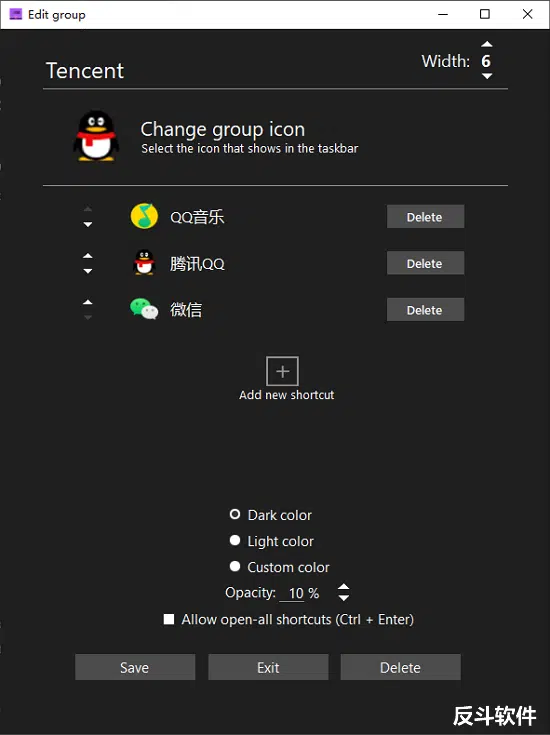 Edit group
Tencent
Width: 6
Change group icon
Select the icon that shows in the taskbar
QQ音乐 Delete
腾讯QQ Delete
微信 Delete
Add new shortcut
Dark color
Light color
Custom color
Opacity: 10 %
Allow open-all shortcuts (Ctrl + Enter)
Save Exit Delete
反斗软件